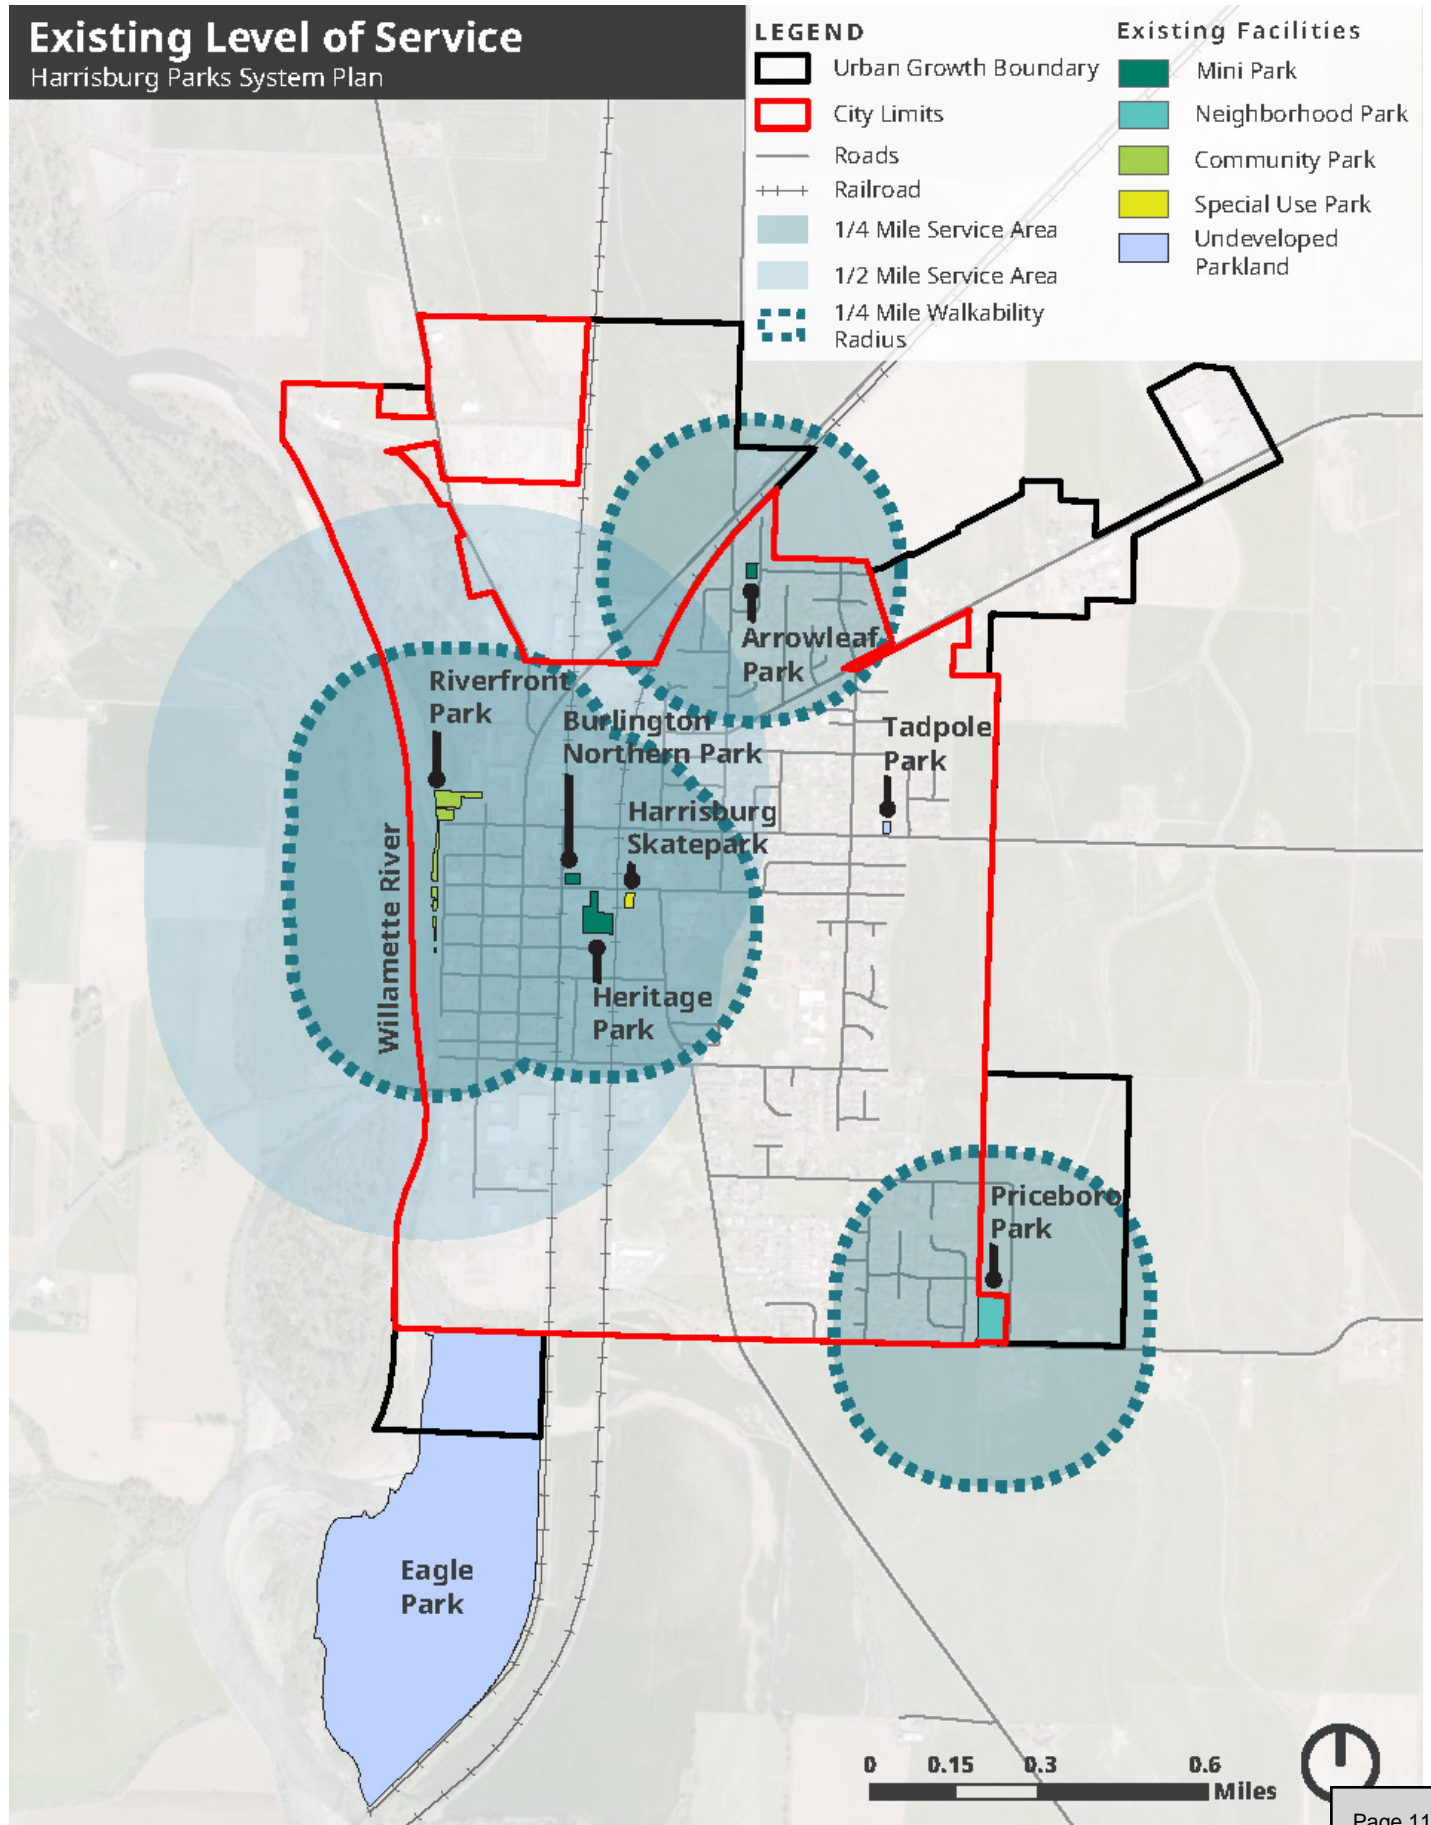 Existing Level of Service
Harrisburg Parks System Plan
LEGEND
Urban Growth Boundary
City Limits
Roads
Railroad
1/4 Mile Service Area
1/2 Mile Service Area
1/4 Mile Walkability
Radius
Existing Facilities
Mini Park
Neighborhood Park
Community Park
Special Use Park
Undeveloped
Parkland
Arrowleaf
Park
Riverfront
Park
Burlington
Northern Park
Tadpole
Park
Harrisburg
Skatepark
Willamette River
Heritage
Park
Priceboro
Park
Eagle
Park
0 0.15 0.3 0.6
Miles
Page 11